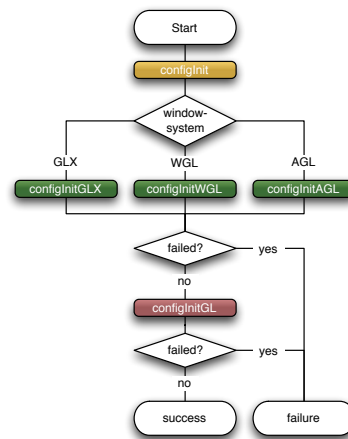 Start
configInit
window-
system
GLX
WGL
AGL
configInitGLX
configInitWGL
configInitAGL
failed?
yes
no
configInitGL
failed?
yes
no
success
failure